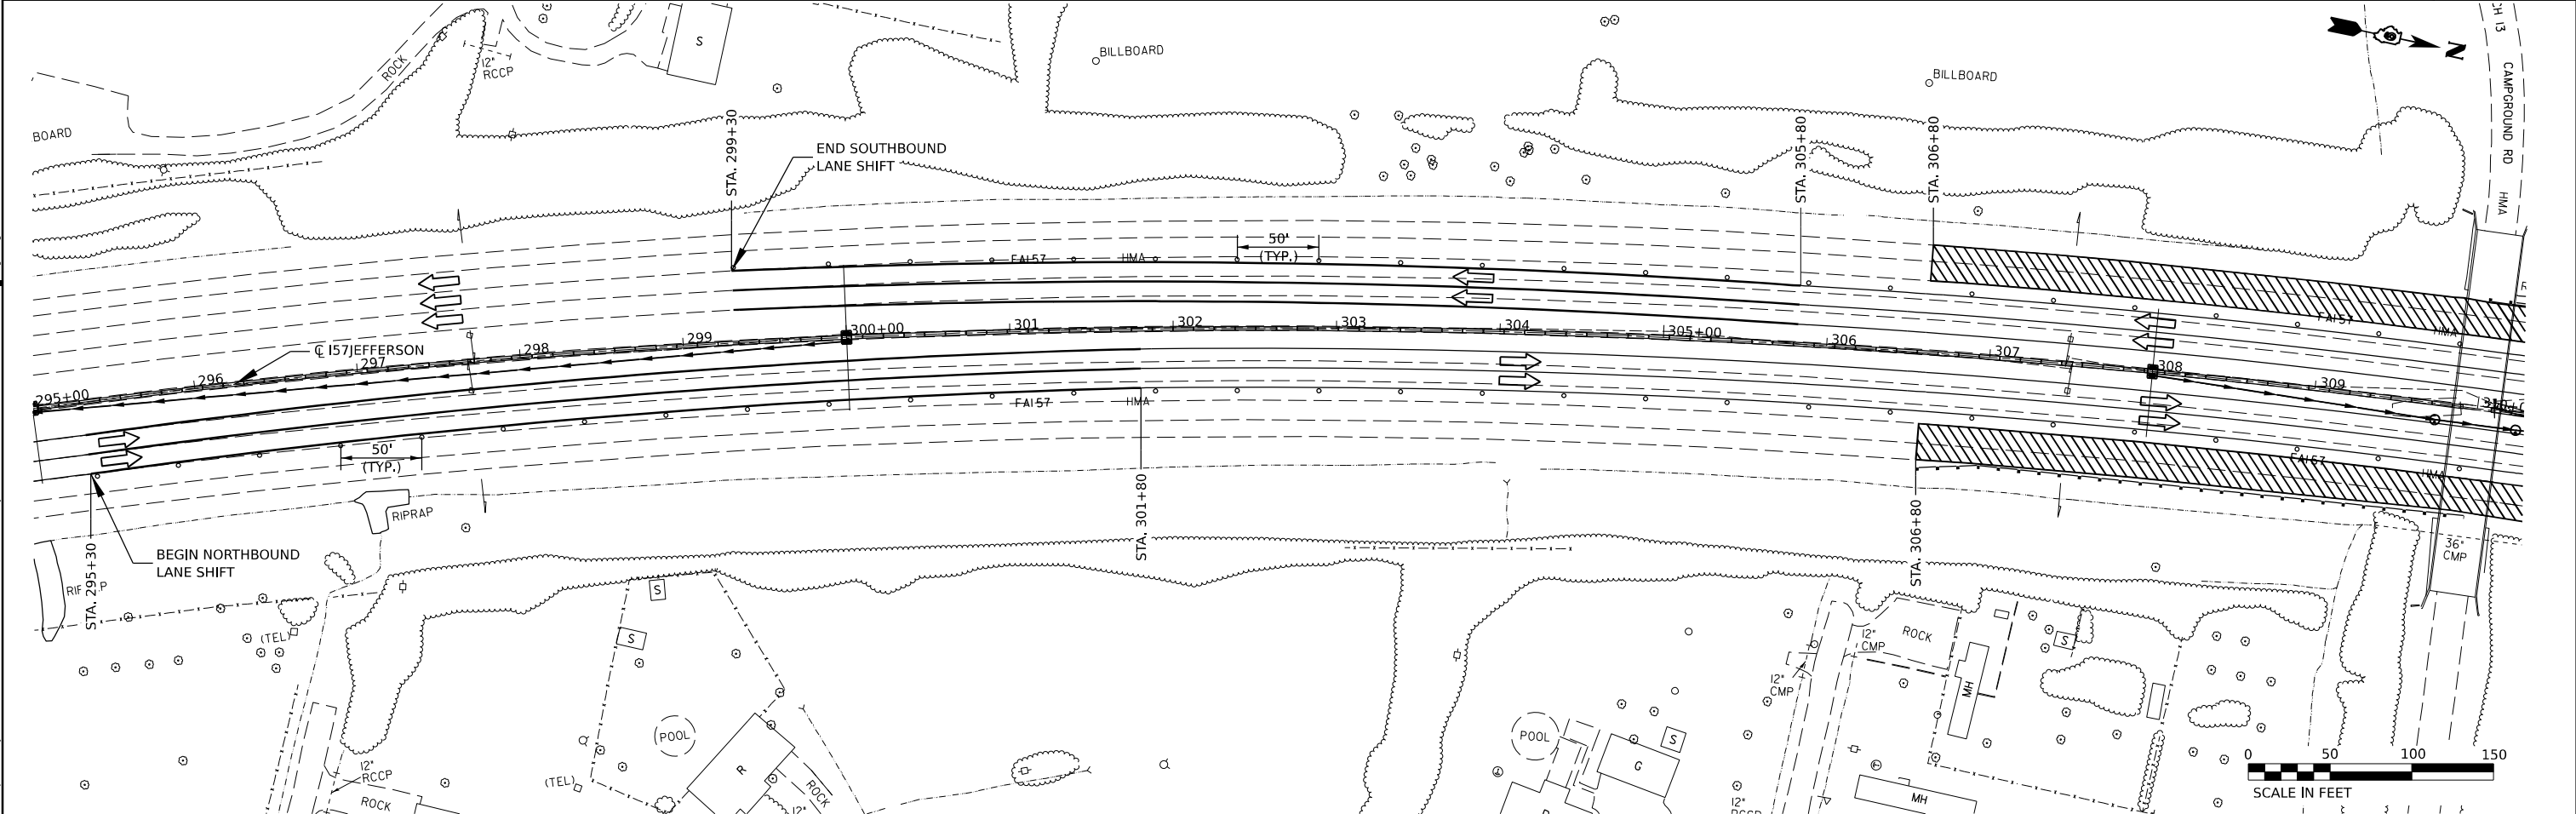 BOARD
ROCK
12"
RCCP
S
BILLBOARD
BILLBOARD
N
CH 13
CAMPGROUND RD
HMA
STA. 299+30
END SOUTHBOUND
LANE SHIFT
STA. 305+80
STA. 306+80
50'
(TYP.)
FAI 57
HMA
FAI 57
HMA
℄ I57JEFFERSON
295+00
296
297
298
299
300+00
301
302
303
304
305+00
306
307
308
309
FAI 57
HMA
FAI 57
HMA
50'
(TYP.)
RIPRAP
STA. 295+30
BEGIN NORTHBOUND
LANE SHIFT
STA. 301+80
STA. 306+80
36"
CMP
(TEL)
S
S
POOL
R
ROCK
12"
(TEL)
12"
RCCP
ROCK
POOL
S
G
12"
CMP
12"
CMP
ROCK
MH
S
MH
12"
0 50 100 150
SCALE IN FEET